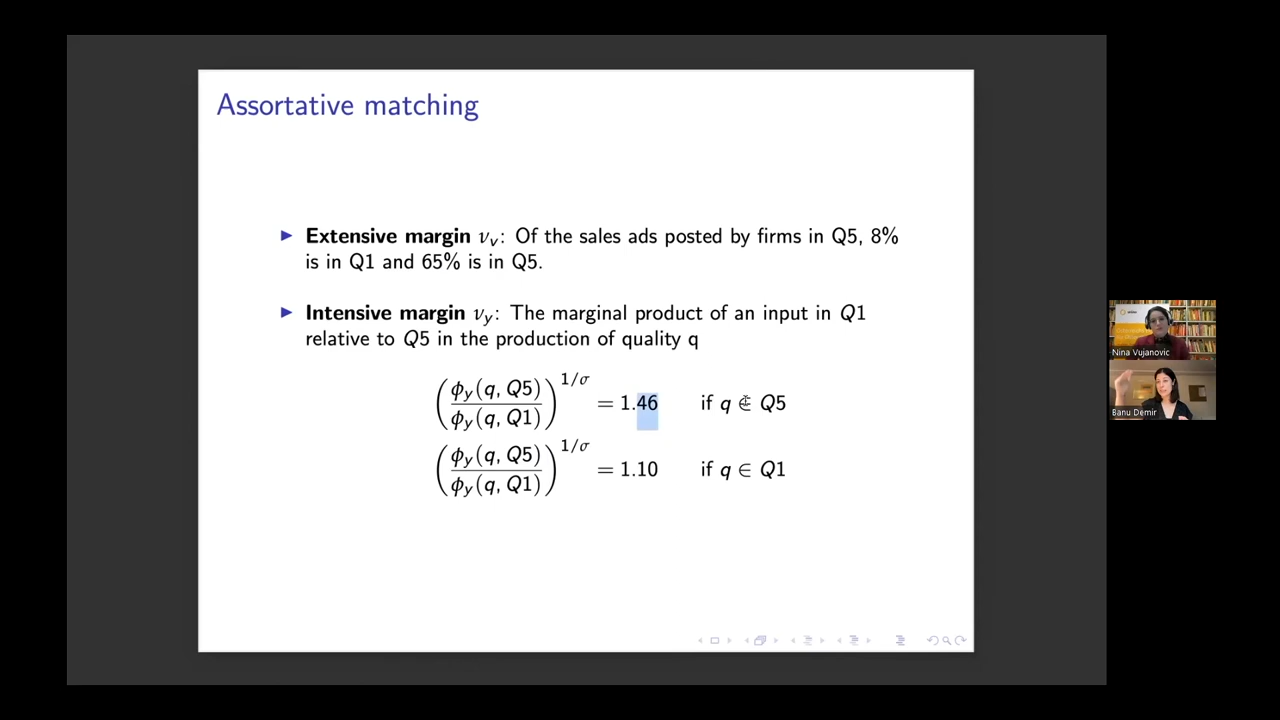 Assortative matching
▶ Extensive margin ν_v: Of the sales ads posted by firms in Q5, 8%
is in Q1 and 65% is in Q5.
▶ Intensive margin ν_y: The marginal product of an input in Q1
relative to Q5 in the production of quality q
(ϕ_y(q, Q5) / ϕ_y(q, Q1))^{1/σ} = 1.46 if q ∈ Q5
(ϕ_y(q, Q5) / ϕ_y(q, Q1))^{1/σ} = 1.10 if q ∈ Q1
Nina Vujanovic
Banu Demir